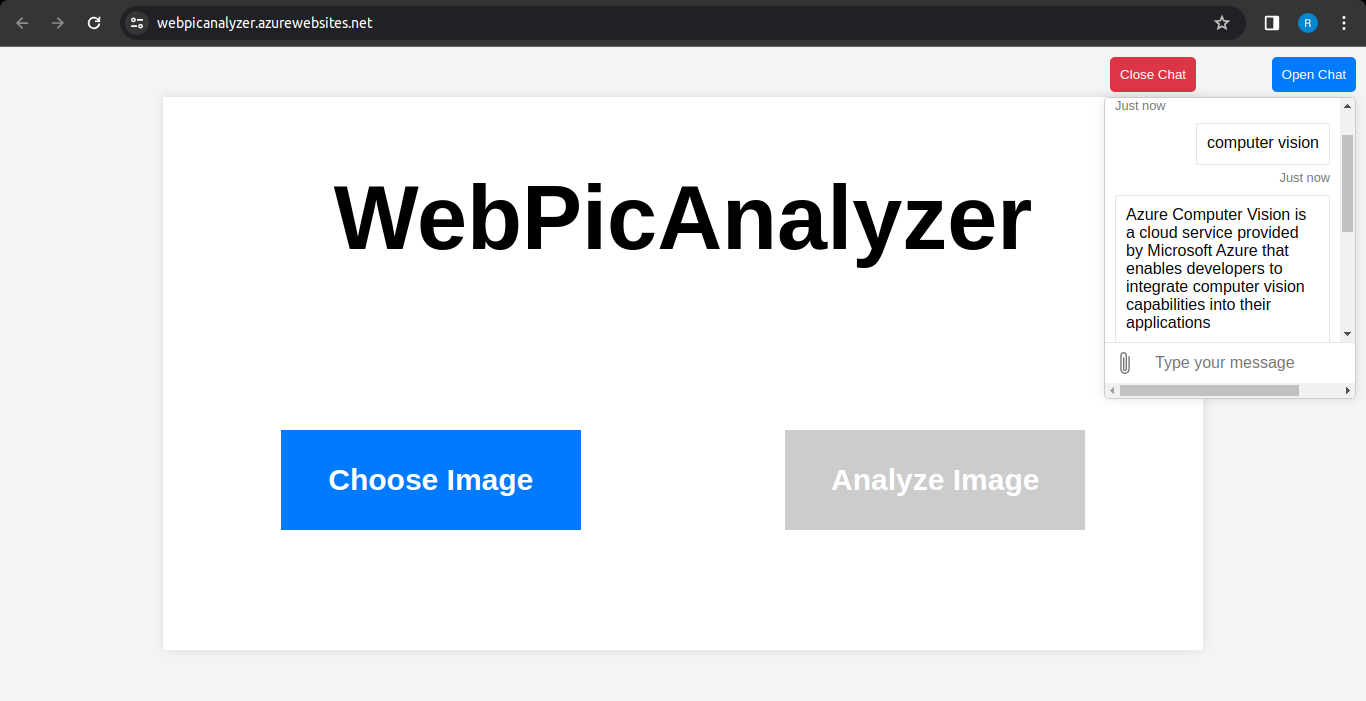 webpicanalyzer.azurewebsites.net
R
Close Chat
Open Chat
Just now
computer vision
Just now
Azure Computer Vision is
a cloud service provided
by Microsoft Azure that
enables developers to
integrate computer vision
capabilities into their
applications
Type your message
WebPicAnalyzer
Choose Image
Analyze Image